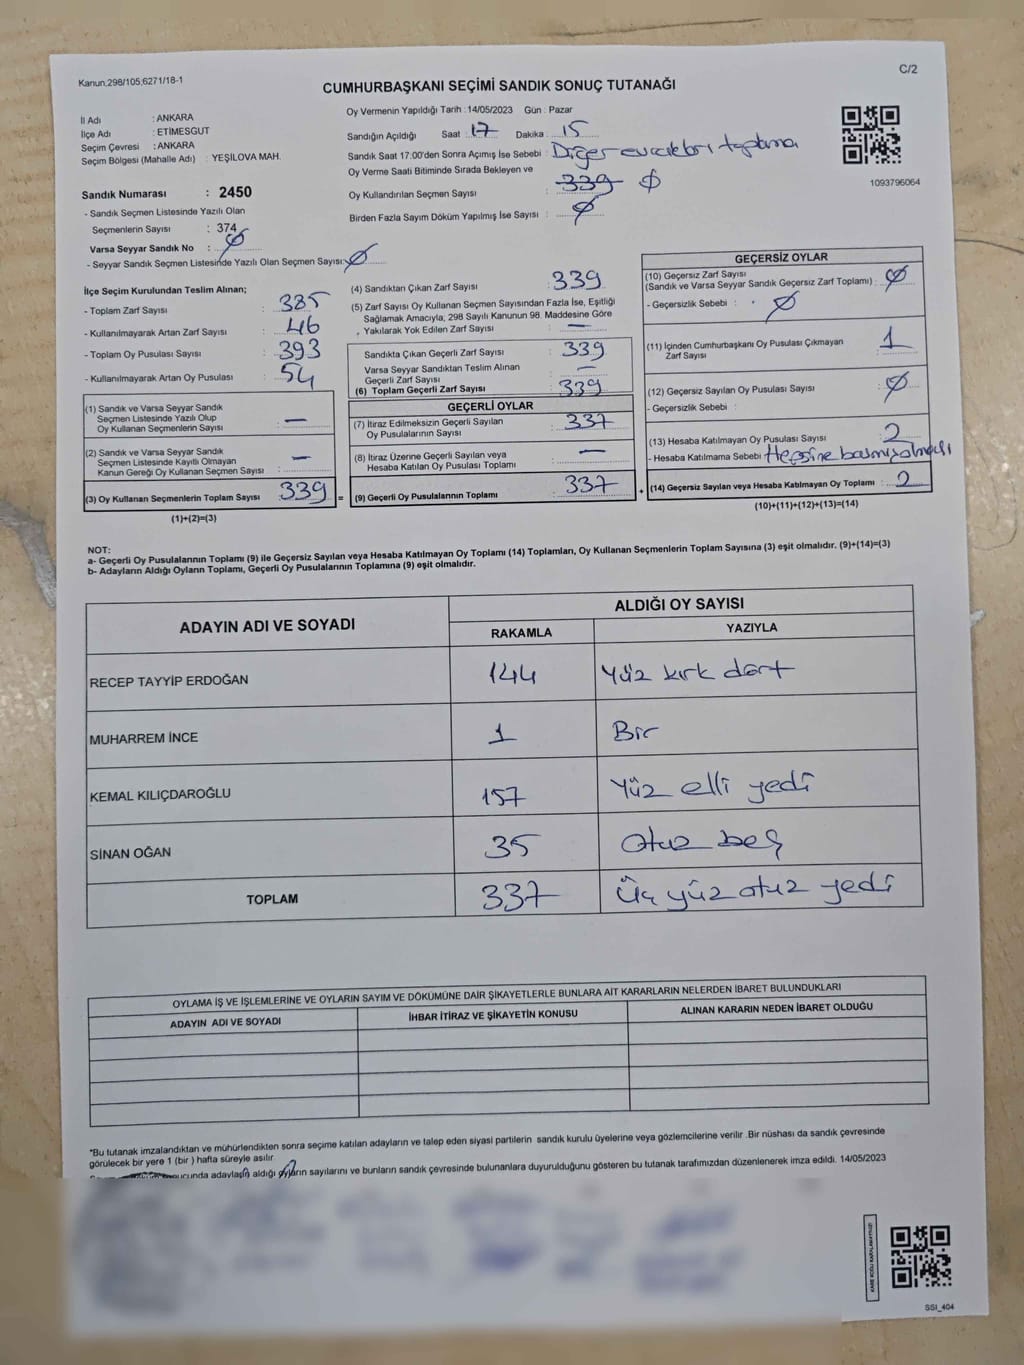 Kanun,298/105;6271/18-1
C/2
CUMHURBAŞKANI SEÇİMİ SANDIK SONUÇ TUTANAĞI
İl Adı : ANKARA
İlçe Adı : ETİMESGUT
Seçim Çevresi : ANKARA
Seçim Bölgesi (Mahalle Adı) : YEŞİLOVA MAH.
Sandık Numarası : 2450
- Sandık Seçmen Listesinde Yazılı Olan
Seçmenlerin Sayısı : 374
Varsa Seyyar Sandık No : Ø
- Seyyar Sandık Seçmen Listesinde Yazılı Olan Seçmen Sayısı: Ø
Oy Vermenin Yapıldığı Tarih : 14/05/2023 Gün : Pazar
Sandığın Açıldığı Saat : 17 Dakika : 15
Sandık Saat 17:00'den Sonra Açımış İse Sebebi : Diğer evrakları toplama
Oy Verme Saati Bitiminde Sırada Bekleyen ve
Oy Kullandırılan Seçmen Sayısı : 339 Ø
Birden Fazla Sayım Döküm Yapılmış İse Sayısı : Ø
1093796064
İlçe Seçim Kurulundan Teslim Alınan;
- Toplam Zarf Sayısı : 385
- Kullanılmayarak Artan Zarf Sayısı : 46
- Toplam Oy Pusulası Sayısı : 393
- Kullanılmayarak Artan Oy Pusulası : 54
(1) Sandık ve Varsa Seyyar Sandık
Seçmen Listesinde Yazılı Olup
Oy Kullanan Seçmenlerin Sayısı : —
(2) Sandık ve Varsa Seyyar Sandık
Seçmen Listesinde Kayıtlı Olmayan
Kanun Gereği Oy Kullanan Seçmen Sayısı : —
(3) Oy Kullanan Seçmenlerin Toplam Sayısı : 339 =
(1)+(2)=(3)
(4) Sandıktan Çıkan Zarf Sayısı : 339
(5) Zarf Sayısı Oy Kullanan Seçmen Sayısından Fazla İse, Eşitliği
Sağlamak Amacıyla; 298 Sayılı Kanunun 98. Maddesine Göre
Yakılarak Yok Edilen Zarf Sayısı : —
Sandıkta Çıkan Geçerli Zarf Sayısı : 339
Varsa Seyyar Sandıktan Teslim Alınan
Geçerli Zarf Sayısı : —
(6) Toplam Geçerli Zarf Sayısı : 339
GEÇERLİ OYLAR
(7) İtiraz Edilmeksizin Geçerli Sayılan
Oy Pusulalarının Sayısı : 337
(8) İtiraz Üzerine Geçerli Sayılan veya
Hesaba Katılan Oy Pusulası Toplamı : —
(9) Geçerli Oy Pusulalarının Toplamı : 337 +
GEÇERSİZ OYLAR
(10) Geçersiz Zarf Sayısı
(Sandık ve Varsa Seyyar Sandık Geçersiz Zarf Toplamı) : Ø
- Geçersizlik Sebebi : Ø
(11) İçinden Cumhurbaşkanı Oy Pusulası Çıkmayan
Zarf Sayısı : 1
(12) Geçersiz Sayılan Oy Pusulası Sayısı : Ø
- Geçersizlik Sebebi :
(13) Hesaba Katılmayan Oy Pusulası Sayısı : 2
- Hesaba Katılmama Sebebi : Hepsine basmış olması
(14) Geçersiz Sayılan veya Hesaba Katılmayan Oy Toplamı : 2
(10)+(11)+(12)+(13)=(14)
NOT:
a- Geçerli Oy Pusulalarının Toplamı (9) ile Geçersiz Sayılan veya Hesaba Katılmayan Oy Toplamı (14) Toplamları, Oy Kullanan Seçmenlerin Toplam Sayısına (3) eşit olmalıdır. (9)+(14)=(3)
b- Adayların Aldığı Oyların Toplamı, Geçerli Oy Pusulalarının Toplamına (9) eşit olmalıdır.
ADAYIN ADI VE SOYADI
ALDIĞI OY SAYISI
RAKAMLA YAZIYLA
RECEP TAYYİP ERDOĞAN 144 Yüz kırk dört
MUHARREM İNCE 1 Bir
KEMAL KILIÇDAROĞLU 157 Yüz elli yedi
SİNAN OĞAN 35 Otuz beş
TOPLAM 337 Üç yüz otuz yedi
OYLAMA İŞ VE İŞLEMLERİNE VE OYLARIN SAYIM VE DÖKÜMÜNE DAİR ŞİKAYETLERLE BUNLARA AİT KARARLARIN NELERDEN İBARET BULUNDUKLARI
ADAYIN ADI VE SOYADI İHBAR İTİRAZ VE ŞİKAYETİN KONUSU ALINAN KARARIN NEDEN İBARET OLDUĞU
*Bu tutanak imzalandıktan ve mühürlendikten sonra seçime katılan adayların ve talep eden siyasi partilerin sandık kurulu üyelerine veya gözlemcilerine verilir .Bir nüshası da sandık çevresinde
görülecek bir yere 1 (bir ) hafta süreyle asılır
adayların aldığı oyların sayılarını ve bunların sandık çevresinde bulunanlara duyurulduğunu gösteren bu tutanak tarafımızdan düzenlenerek imza edildi. 14/05/2023
KARE KODU KARALAMAYINIZ!
SSI_404